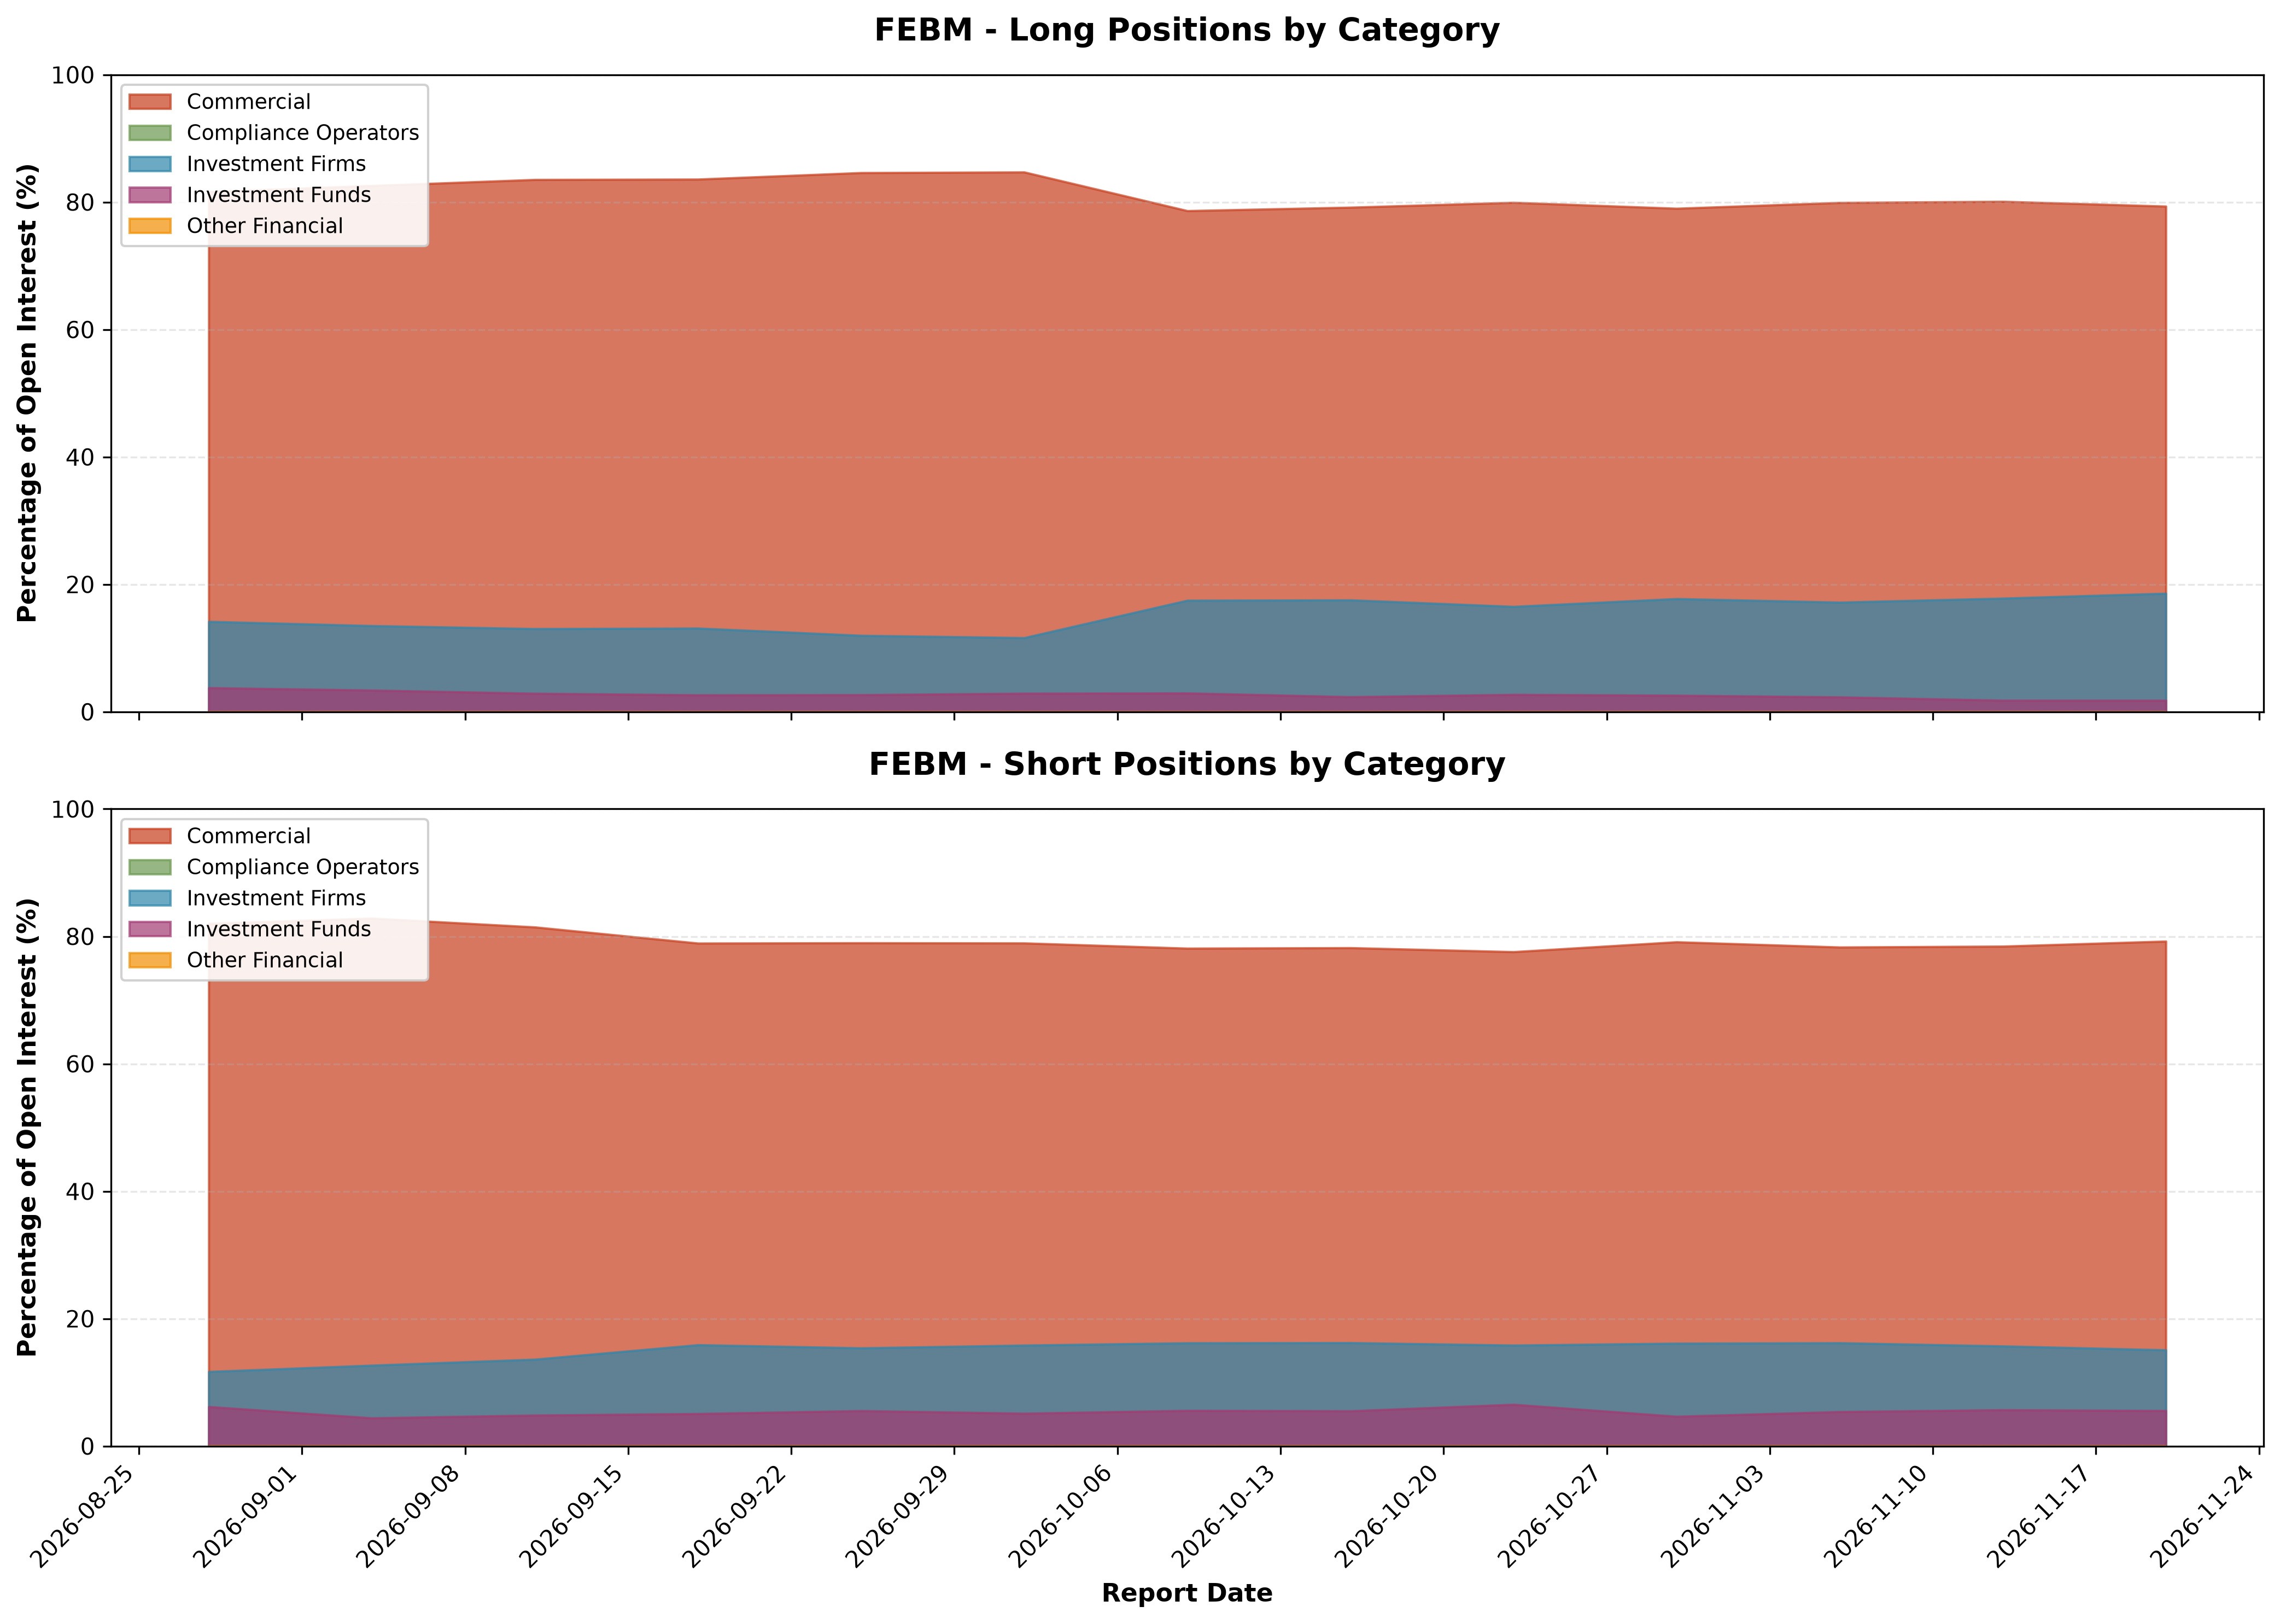 FEBM - Long Positions by Category
Percentage of Open Interest (%)
100
80
60
40
20
0
Commercial
Compliance Operators
Investment Firms
Investment Funds
Other Financial
FEBM - Short Positions by Category
Percentage of Open Interest (%)
100
80
60
40
20
0
Commercial
Compliance Operators
Investment Firms
Investment Funds
Other Financial
2026-08-25
2026-09-01
2026-09-08
2026-09-15
2026-09-22
2026-09-29
2026-10-06
2026-10-13
2026-10-20
2026-10-27
2026-11-03
2026-11-10
2026-11-17
2026-11-24
Report Date